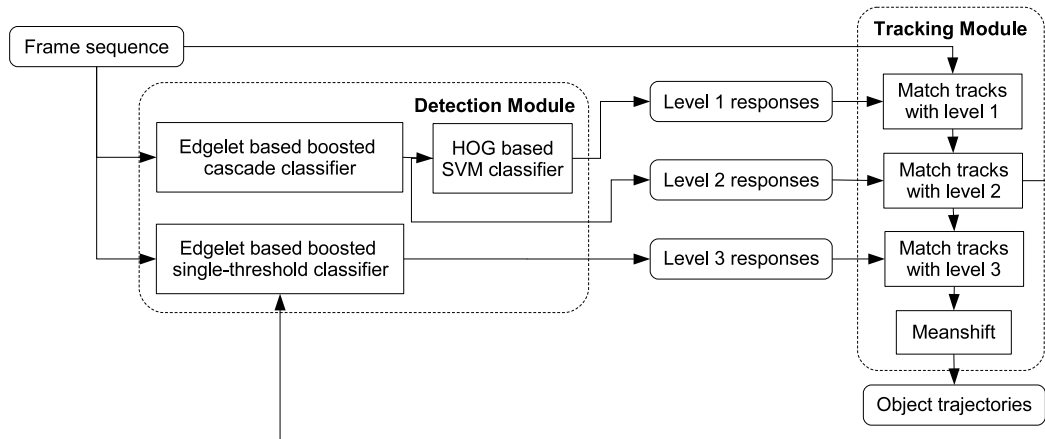 Frame sequence
Tracking Module
Detection Module
Edgelet based boosted
cascade classifier
HOG based
SVM classifier
Level 1 responses
Match tracks
with level 1
Level 2 responses
Match tracks
with level 2
Edgelet based boosted
single-threshold classifier
Level 3 responses
Match tracks
with level 3
Meanshift
Object trajectories